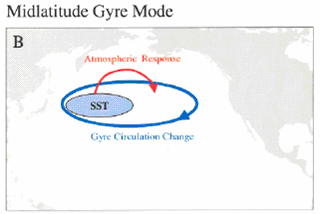 Midlatitude Gyre Mode
B
Atmospheric Response
SST
Gyre Circulation Change